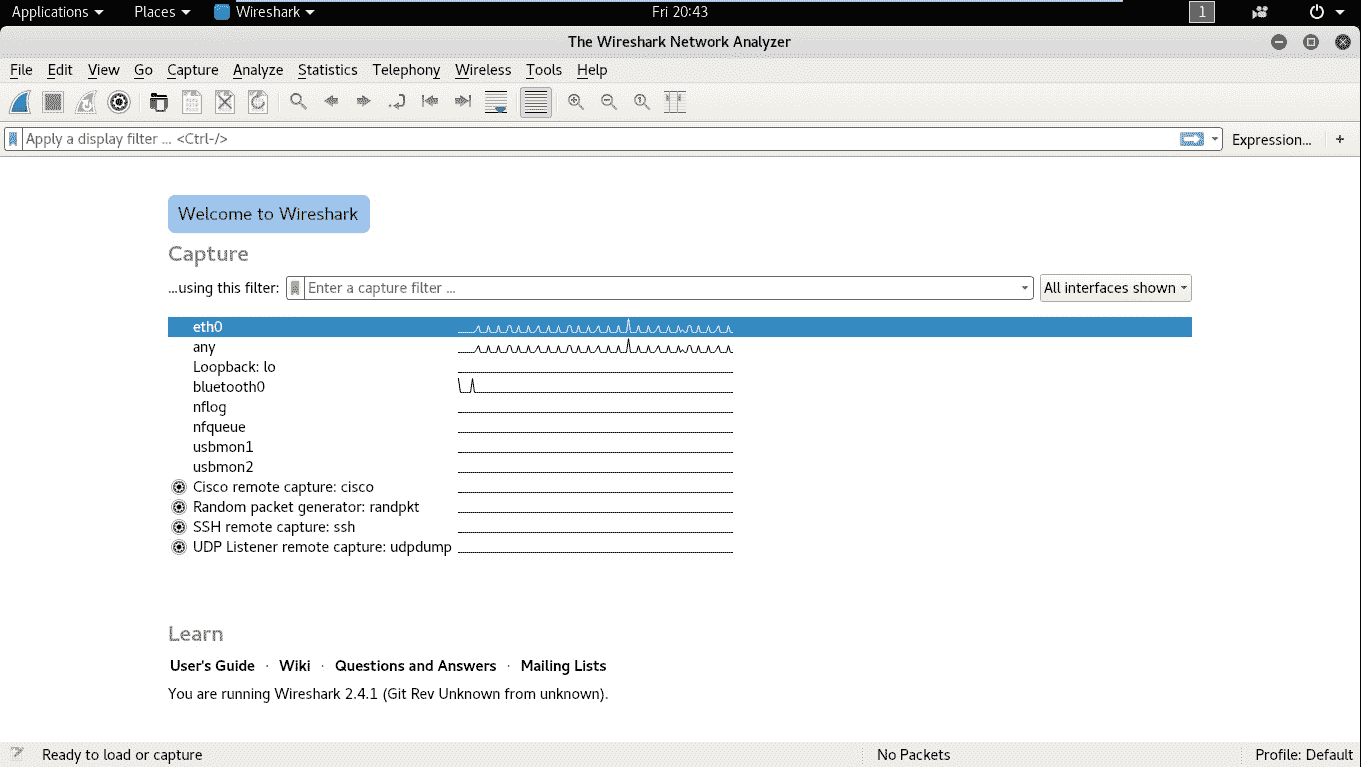 Applications Places Wireshark Fri 20:43 1
The Wireshark Network Analyzer
File Edit View Go Capture Analyze Statistics Telephony Wireless Tools Help
Apply a display filter ... <Ctrl-/> Expression... +
Welcome to Wireshark
Capture
...using this filter: Enter a capture filter ... All interfaces shown
eth0
any
Loopback: lo
bluetooth0
nflog
nfqueue
usbmon1
usbmon2
Cisco remote capture: cisco
Random packet generator: randpkt
SSH remote capture: ssh
UDP Listener remote capture: udpdump
Learn
User's Guide · Wiki · Questions and Answers · Mailing Lists
You are running Wireshark 2.4.1 (Git Rev Unknown from unknown).
Ready to load or capture No Packets Profile: Default